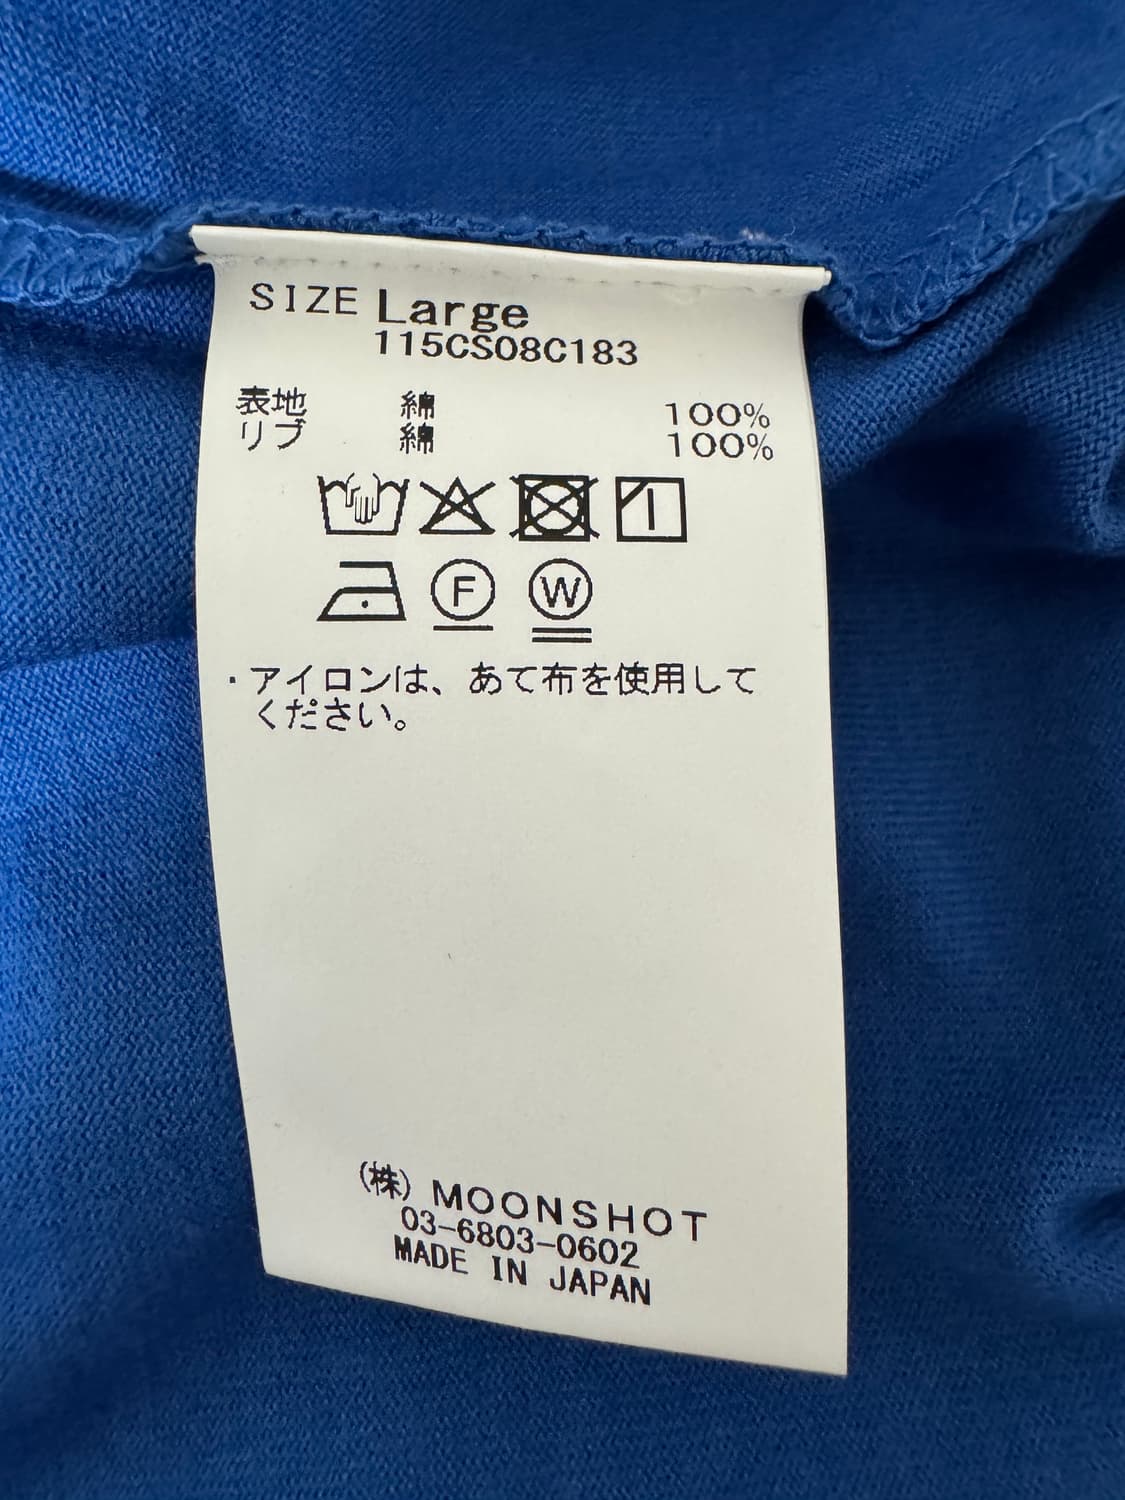 SIZE Large
115CS08C183
表地 綿 100%
リブ 綿 100%
F W
・アイロンは、あて布を使用して
ください。
(株) MOONSHOT
03-6803-0602
MADE IN JAPAN